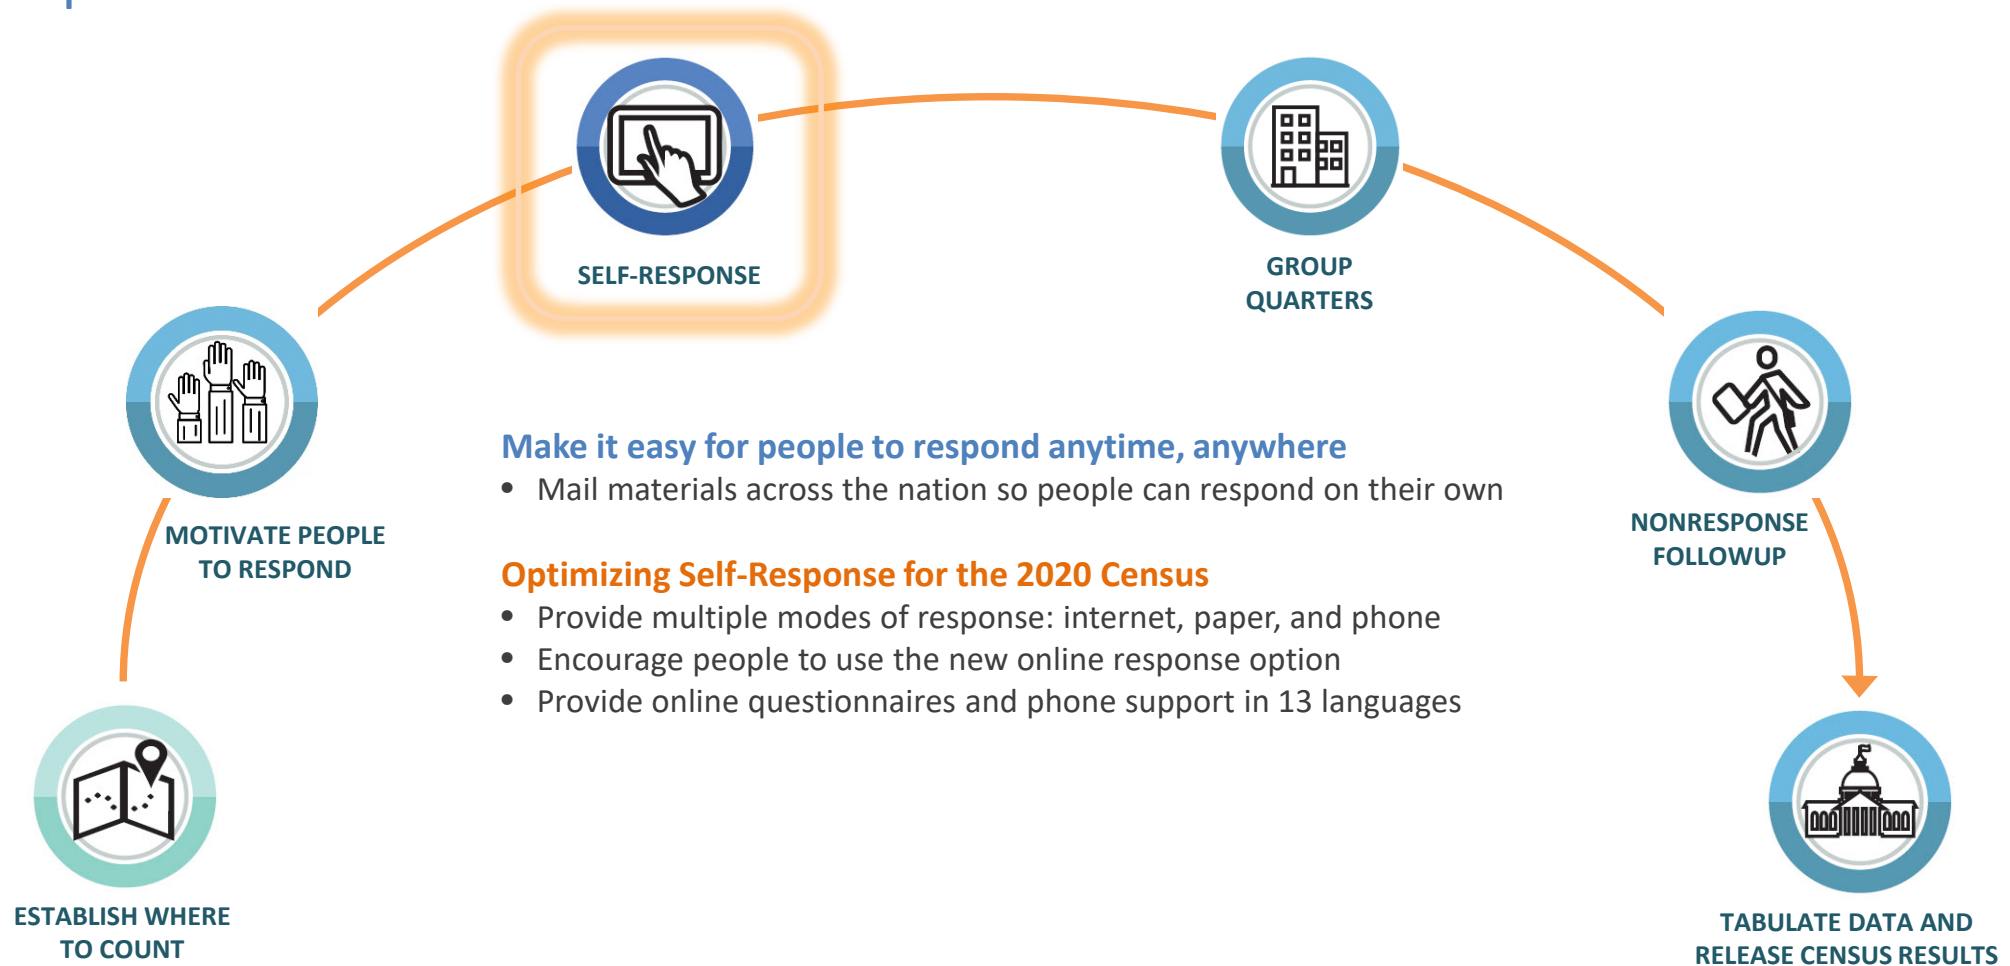 SELF-RESPONSE
GROUP
QUARTERS
MOTIVATE PEOPLE
TO RESPOND
NONRESPONSE
FOLLOWUP
Make it easy for people to respond anytime, anywhere
• Mail materials across the nation so people can respond on their own
Optimizing Self-Response for the 2020 Census
• Provide multiple modes of response: internet, paper, and phone
• Encourage people to use the new online response option
• Provide online questionnaires and phone support in 13 languages
ESTABLISH WHERE
TO COUNT
TABULATE DATA AND
RELEASE CENSUS RESULTS